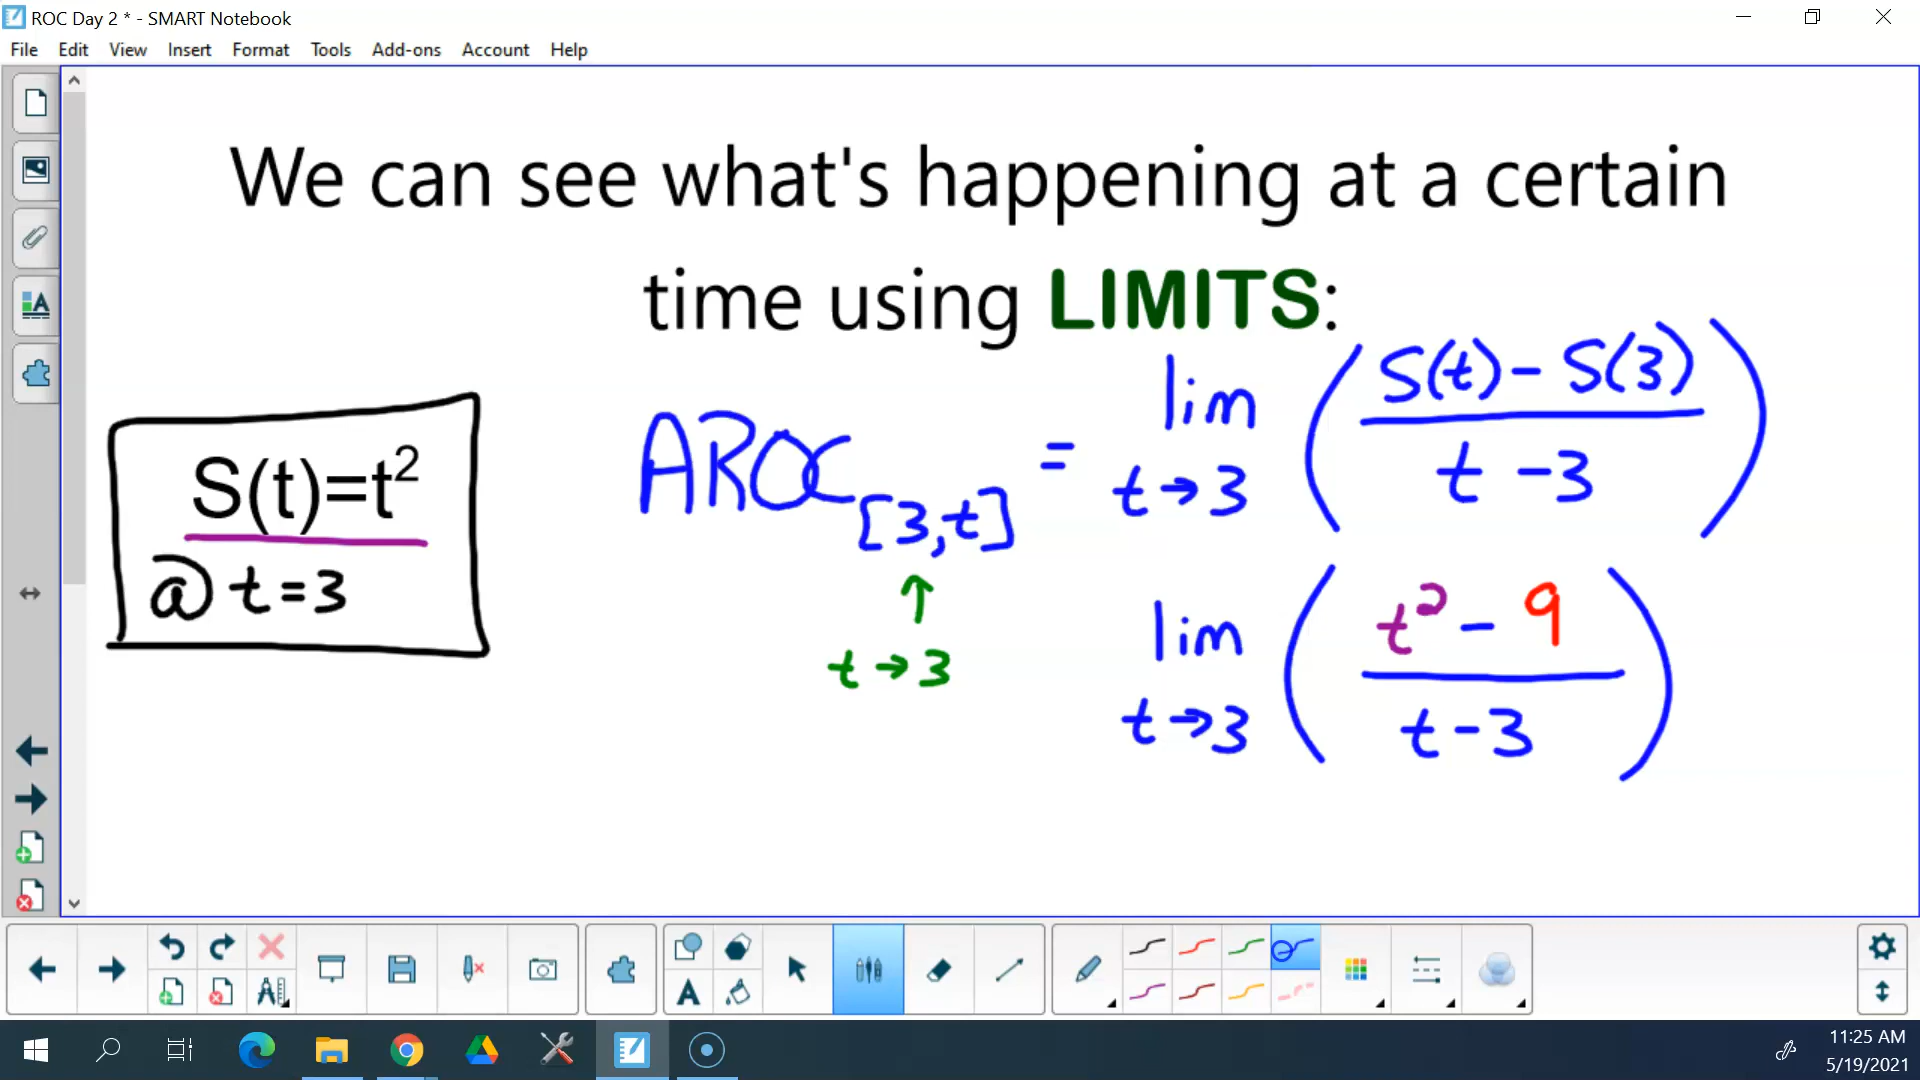 ROC Day 2 * - SMART Notebook
File Edit View Insert Format Tools Add-ons Account Help
We can see what's happening at a certain
time using LIMITS:
S(t)=t²
@ t=3
AROC[3,t] = lim t→3 ( S(t) - S(3) / t - 3 )
↑
t→3
lim t→3 ( t² - 9 / t - 3 )
11:25 AM
5/19/2021